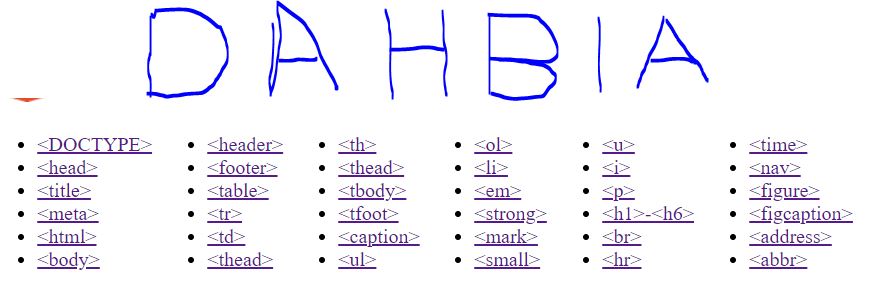 DAHBIA
<DOCTYPE> <header> <th> <ol> <u> <time>
<head> <footer> <thead> <li> <i> <nav>
<title> <table> <tbody> <em> <p> <figure>
<meta> <tr> <tfoot> <strong> <h1>-<h6> <figcaption>
<html> <td> <caption> <mark> <br> <address>
<body> <thead> <ul> <small> <hr> <abbr>